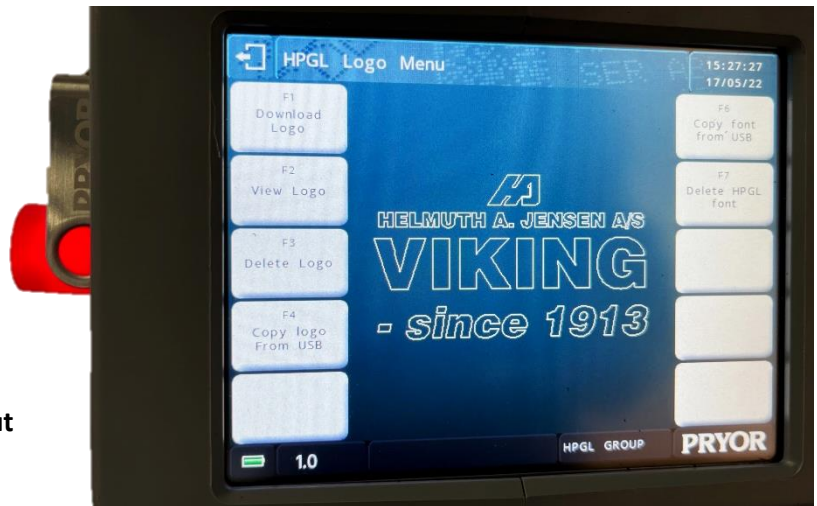 HPGL Logo Menu
15:27:27
17/05/22
F1
Download
Logo
F2
View Logo
F3
Delete Logo
F4
Copy logo
From USB
HELMUTH A. JENSEN A/S
VIKING
- since 1913
F6
Copy font
from USB
F7
Delete HPGL
font
1.0
HPGL GROUP
PRYOR
PRYOR